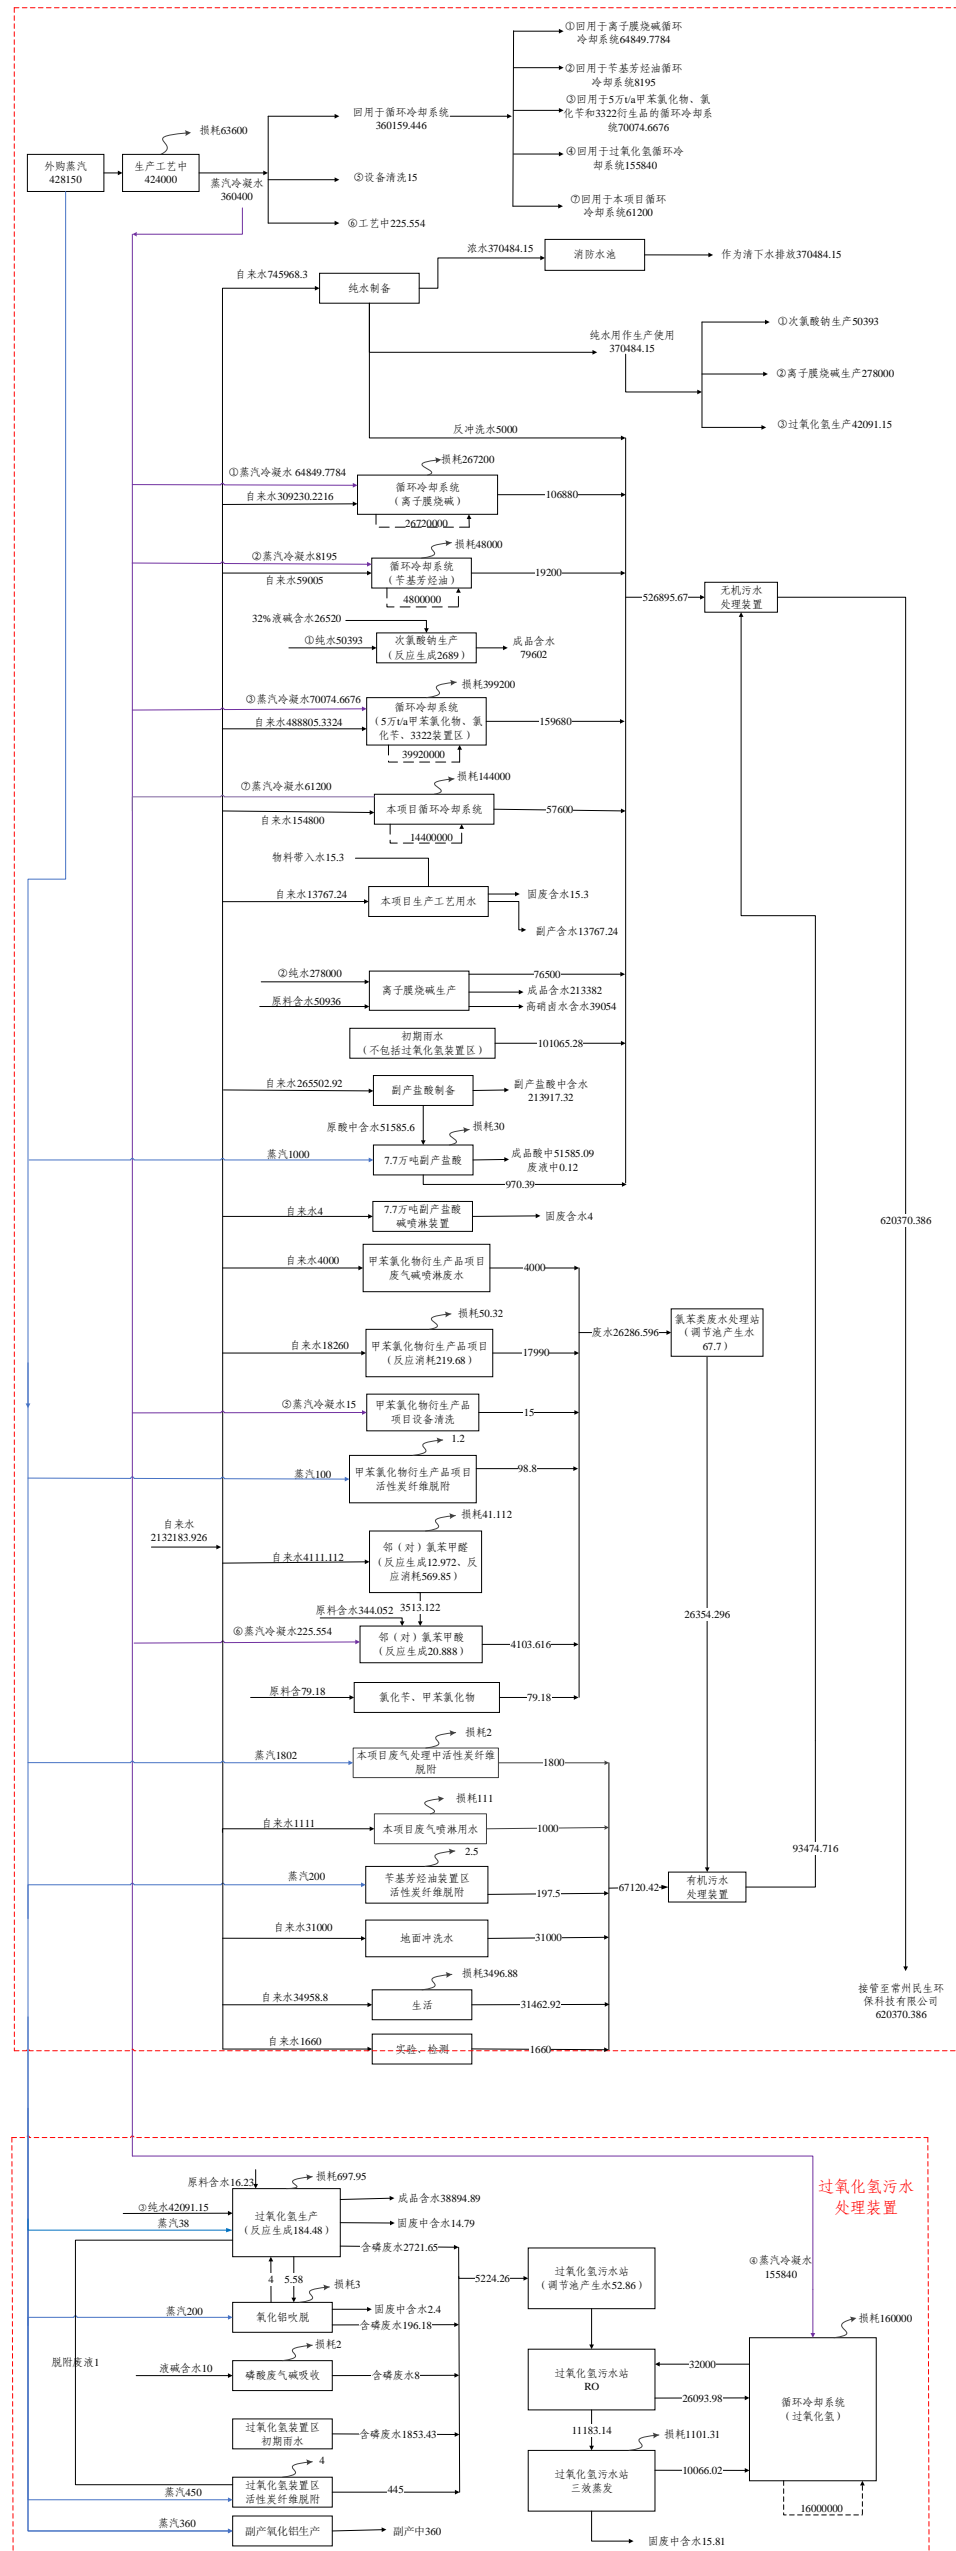 ①回用于离子膜烧碱循环
冷却系统64849.7784
②回用于苄基芳烃油循环
冷却系统8195
③回用于5万t/a甲苯氯化物、氯
化苄和3322衍生品的循环冷却系
统70074.6676
④回用于过氧化氢循环冷
却系统155840
⑦回用于本项目循环
冷却系统61200
回用于循环冷却系统
360159.446
损耗63600
外购蒸汽
428150
生产工艺中
424000
蒸汽冷凝水
360400
⑤设备清洗15
⑥工艺中225.554
浓水370484.15
消防水池
作为清下水排放370484.15
自来水745968.3
纯水制备
纯水用作生产使用
370484.15
①次氯酸钠生产50393
②离子膜烧碱生产278000
③过氧化氢生产42091.15
反冲洗水5000
损耗267200
①蒸汽冷凝水 64849.7784
自来水309230.2216
循环冷却系统
（离子膜烧碱）
106880
26720000
损耗48000
②蒸汽冷凝水8195
自来水59005
循环冷却系统
（苄基芳烃油）
19200
4800000
526895.67
无机污水
处理装置
32%液碱含水26520
①纯水50393
次氯酸钠生产
（反应生成2689）
成品含水
79602
损耗399200
③蒸汽冷凝水70074.6676
自来水488805.3324
循环冷却系统
（5万t/a甲苯氯化物、氯
化苄、3322装置区）
159680
39920000
损耗144000
⑦蒸汽冷凝水61200
自来水154800
本项目循环冷却系统
57600
14400000
物料带入水15.3
自来水13767.24
本项目生产工艺用水
固废含水15.3
副产含水13767.24
②纯水278000
原料含水50936
离子膜烧碱生产
76500
成品含水213382
高硝卤水含水39054
初期雨水
（不包括过氧化氢装置区）
101065.28
自来水265502.92
副产盐酸制备
副产盐酸中含水
213917.32
原酸中含水51585.6
损耗30
蒸汽1000
7.7万吨副产盐酸
成品酸中51585.09
废液中0.12
970.39
自来水4
7.7万吨副产盐酸
碱喷淋装置
固废含水4
620370.386
自来水4000
甲苯氯化物衍生产品项目
废气碱喷淋废水
4000
损耗50.32
自来水18260
甲苯氯化物衍生产品项目
（反应消耗219.68）
17990
废水26286.596
氯苯类废水处理站
（调节池产生水
67.7）
⑤蒸汽冷凝水15
甲苯氯化物衍生产品
项目设备清洗
15
1.2
蒸汽100
甲苯氯化物衍生产品项目
活性炭纤维脱附
98.8
自来水
2132183.926
损耗41.112
自来水4111.112
邻（对）氯苯甲醛
（反应生成12.972、反
应消耗569.85）
原料含水344.052
3513.122
⑥蒸汽冷凝水225.554
邻（对）氯苯甲酸
（反应生成20.888）
4103.616
26354.296
原料含79.18
氯化苄、甲苯氯化物
79.18
损耗2
蒸汽1802
本项目废气处理中活性炭纤维
脱附
1800
损耗111
自来水1111
本项目废气喷淋用水
1000
93474.716
2.5
蒸汽200
苄基芳烃油装置区
活性炭纤维脱附
197.5
67120.42
有机污水
处理装置
自来水31000
地面冲洗水
31000
损耗3496.88
自来水34958.8
生活
31462.92
接管至常州民生环
保科技有限公司
620370.386
自来水1660
实验、检测
1660
过氧化氢污水
处理装置
原料含水16.23
损耗697.95
③纯水42091.15
蒸汽38
过氧化氢生产
（反应生成184.48）
成品含水38894.89
固废中含水14.79
含磷废水2721.65
4
5.58
5224.26
过氧化氢污水站
（调节池产生水52.86）
④蒸汽冷凝水
155840
损耗3
蒸汽200
氧化铝吹脱
固废中含水2.4
含磷废水196.18
损耗160000
脱附废液1
损耗2
液碱含水10
磷酸废气碱吸收
含磷废水8
过氧化氢污水站
RO
32000
26093.98
循环冷却系统
（过氧化氢）
过氧化氢装置区
初期雨水
含磷废水1853.43
11183.14
损耗1101.31
4
蒸汽450
过氧化氢装置区
活性炭纤维脱附
445
过氧化氢污水站
三效蒸发
10066.02
16000000
蒸汽360
副产氧化铝生产
副产中360
固废中含水15.81